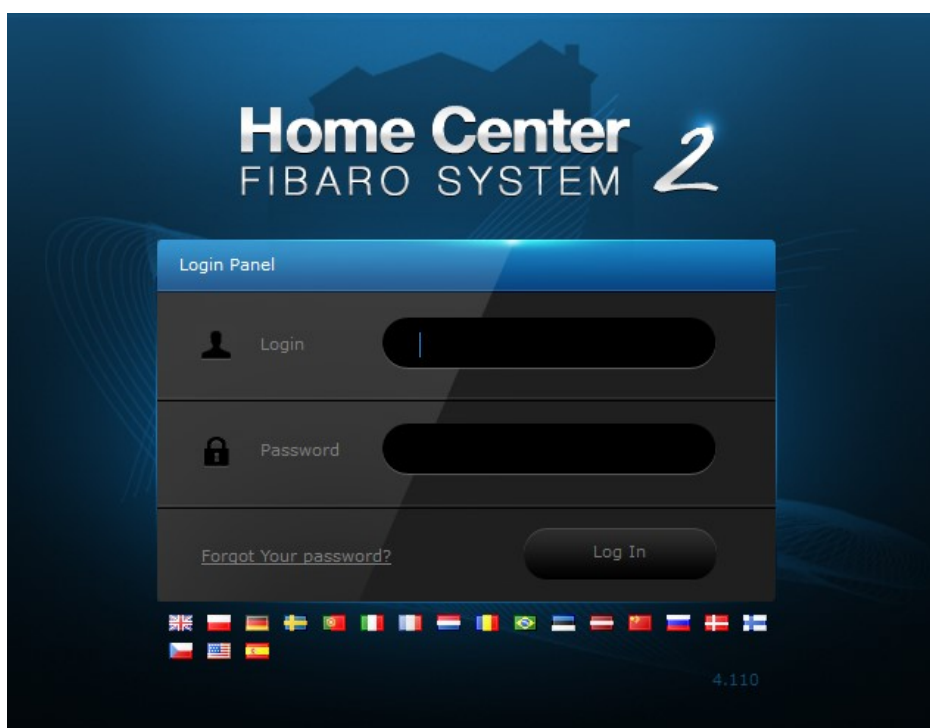 Home Center 2
FIBARO SYSTEM
Login Panel
Login
Password
Forgot Your password?
Log In
4.110